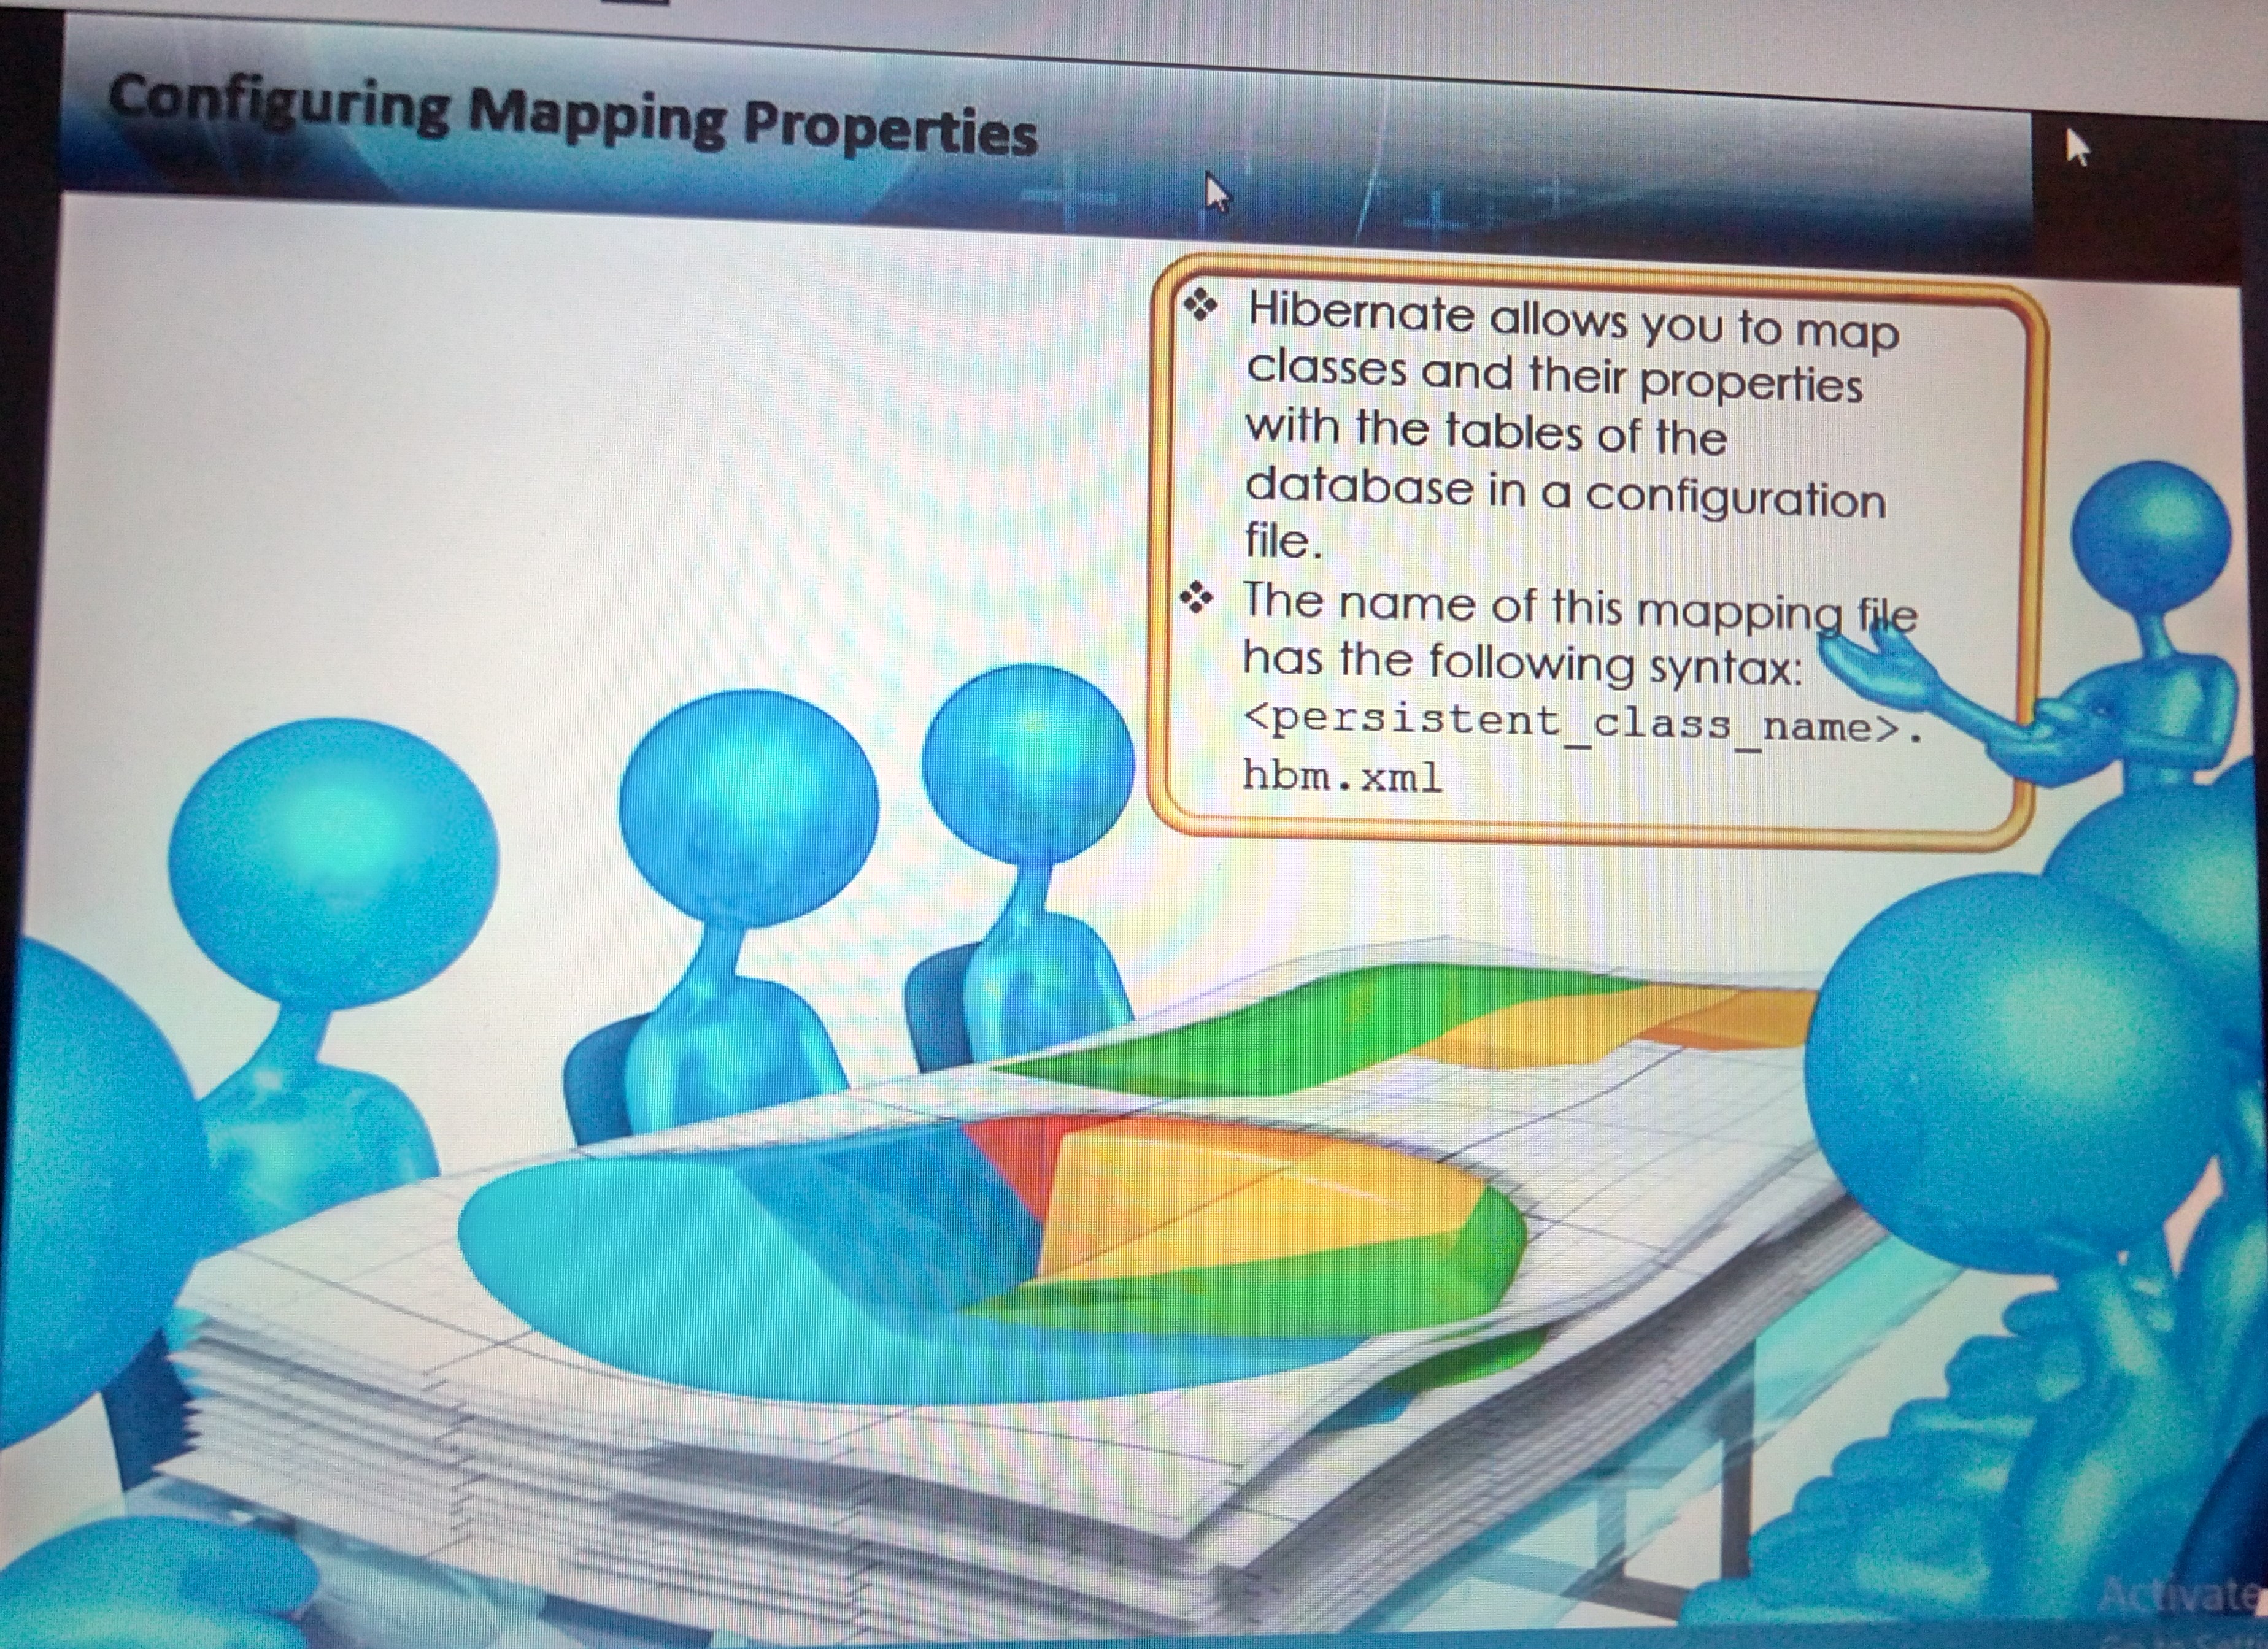 Configuring Mapping Properties
❖ Hibernate allows you to map
classes and their properties
with the tables of the
database in a configuration
file.
❖ The name of this mapping file
has the following syntax:
<persistent_class_name>.
hbm.xml
Activate